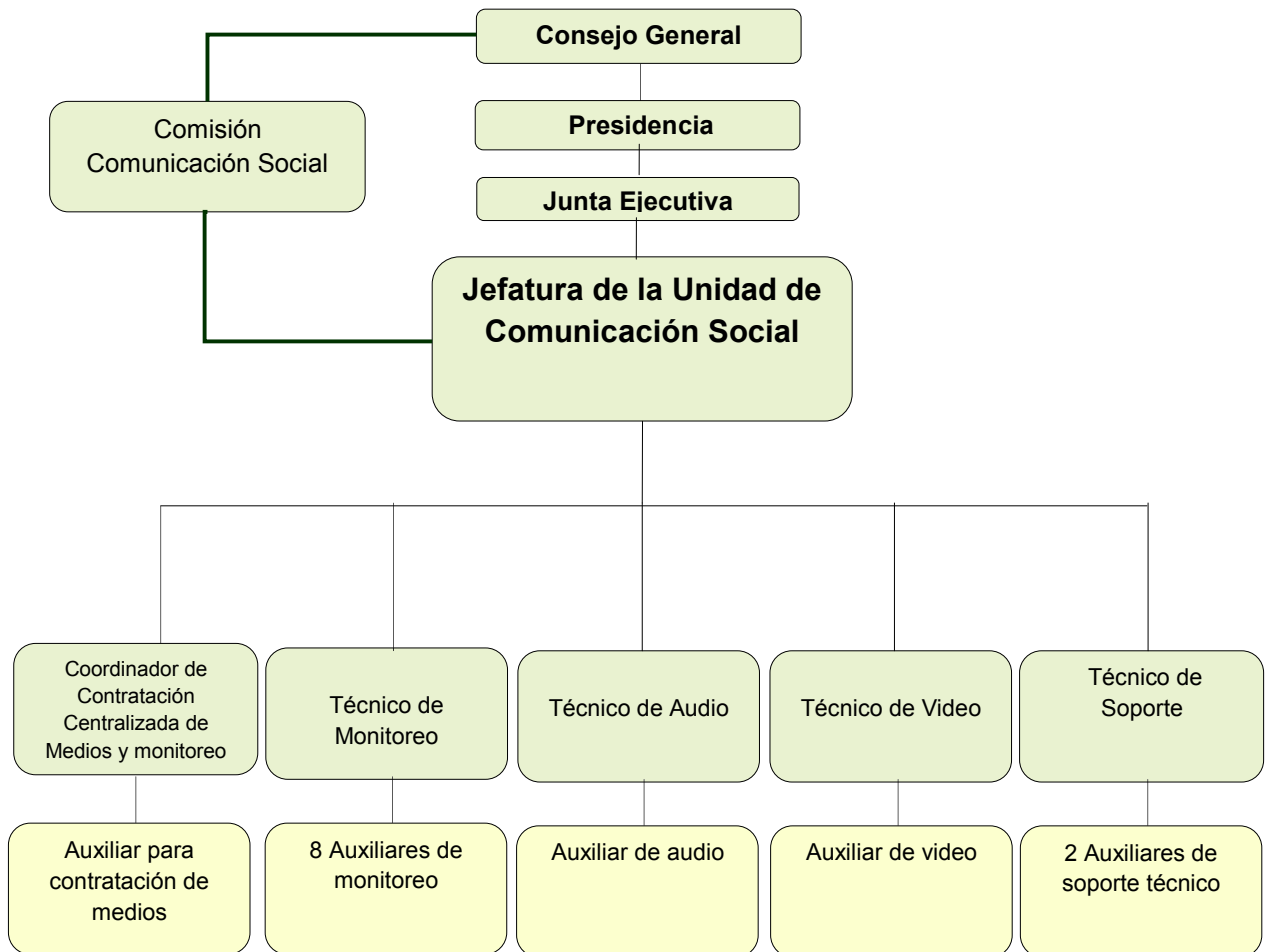 Consejo General
Comisión
Comunicación Social
Presidencia
Junta Ejecutiva
Jefatura de la Unidad de
Comunicación Social
Coordinador de
Contratación
Centralizada de
Medios y monitoreo
Técnico de
Monitoreo
Técnico de Audio
Técnico de Video
Técnico de
Soporte
Auxiliar para
contratación de
medios
8 Auxiliares de
monitoreo
Auxiliar de audio
Auxiliar de video
2 Auxiliares de
soporte técnico